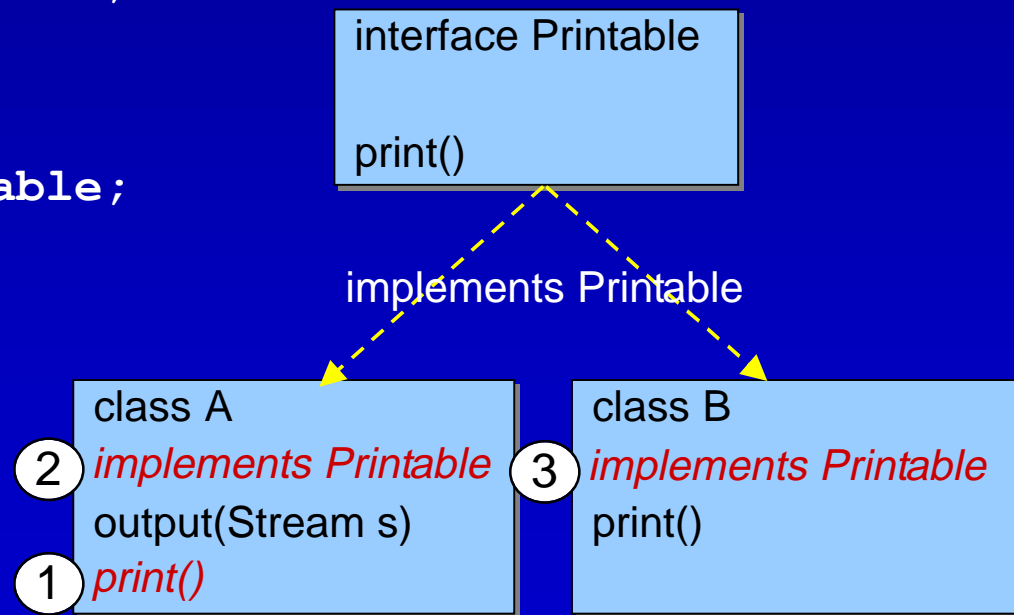 ;
interface Printable
print()
able;
implements Printable
class A
2 implements Printable
output(Stream s)
1 print()
class B
3 implements Printable
print()